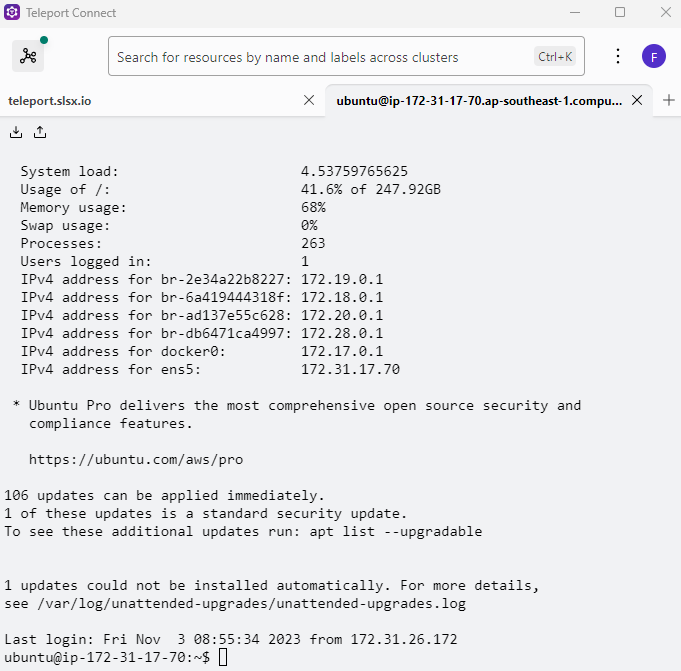 Teleport Connect
Search for resources by name and labels across clusters
Ctrl+K
F
teleport.slsx.io
ubuntu@ip-172-31-17-70.ap-southeast-1.compu...
System load: 4.53759765625
Usage of /: 41.6% of 247.92GB
Memory usage: 68%
Swap usage: 0%
Processes: 263
Users logged in: 1
IPv4 address for br-2e34a22b8227: 172.19.0.1
IPv4 address for br-6a419444318f: 172.18.0.1
IPv4 address for br-ad137e55c628: 172.20.0.1
IPv4 address for br-db6471ca4997: 172.28.0.1
IPv4 address for docker0: 172.17.0.1
IPv4 address for ens5: 172.31.17.70
* Ubuntu Pro delivers the most comprehensive open source security and
compliance features.
https://ubuntu.com/aws/pro
106 updates can be applied immediately.
1 of these updates is a standard security update.
To see these additional updates run: apt list --upgradable
1 updates could not be installed automatically. For more details,
see /var/log/unattended-upgrades/unattended-upgrades.log
Last login: Fri Nov  3 08:55:34 2023 from 172.31.26.172
ubuntu@ip-172-31-17-70:~$